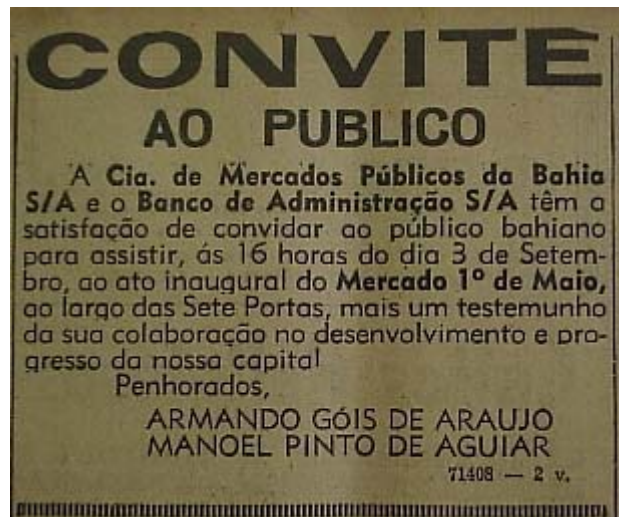 CONVITE
AO PUBLICO
A Cia. de Mercados Públicos da Bahia
S/A e o Banco de Administração S/A têm a
satisfação de convidar ao público bahiano
para assistir, ás 16 horas do dia 3 de Setem-
bro, ao ato inaugural do Mercado 1º de Maio,
ao largo das Sete Portas, mais um testemunho
da sua colaboração no desenvolvimento e pro-
gresso da nossa capital
Penhorados,
ARMANDO GÓIS DE ARAUJO
MANOEL PINTO DE AGUIAR
71408 — 2 v.